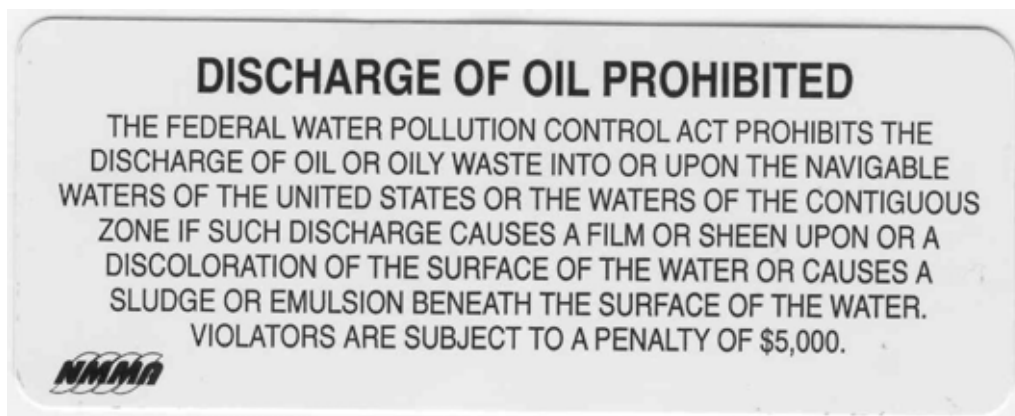 DISCHARGE OF OIL PROHIBITED
THE FEDERAL WATER POLLUTION CONTROL ACT PROHIBITS THE
DISCHARGE OF OIL OR OILY WASTE INTO OR UPON THE NAVIGABLE
WATERS OF THE UNITED STATES OR THE WATERS OF THE CONTIGUOUS
ZONE IF SUCH DISCHARGE CAUSES A FILM OR SHEEN UPON OR A
DISCOLORATION OF THE SURFACE OF THE WATER OR CAUSES A
SLUDGE OR EMULSION BENEATH THE SURFACE OF THE WATER.
VIOLATORS ARE SUBJECT TO A PENALTY OF $5,000.
NMMA